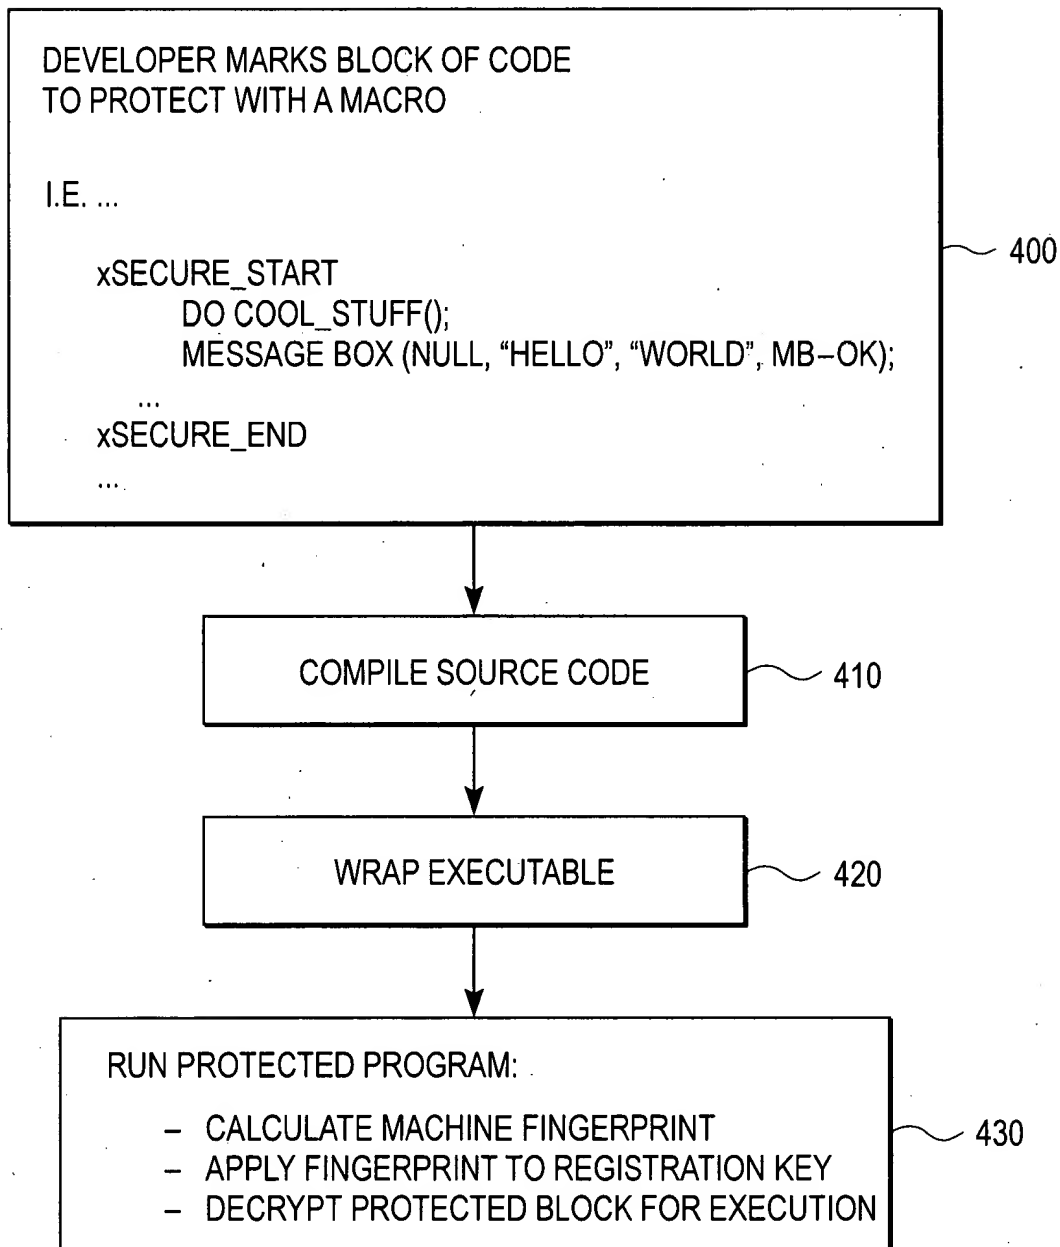 DEVELOPER MARKS BLOCK OF CODE
TO PROTECT WITH A MACRO
I.E. ...
xSECURE_START
DO COOL_STUFF();
MESSAGE BOX (NULL, “HELLO”, “WORLD”, MB–OK);
...
xSECURE_END
...
400
COMPILE SOURCE CODE
410
WRAP EXECUTABLE
420
RUN PROTECTED PROGRAM:
– CALCULATE MACHINE FINGERPRINT
– APPLY FINGERPRINT TO REGISTRATION KEY
– DECRYPT PROTECTED BLOCK FOR EXECUTION
430